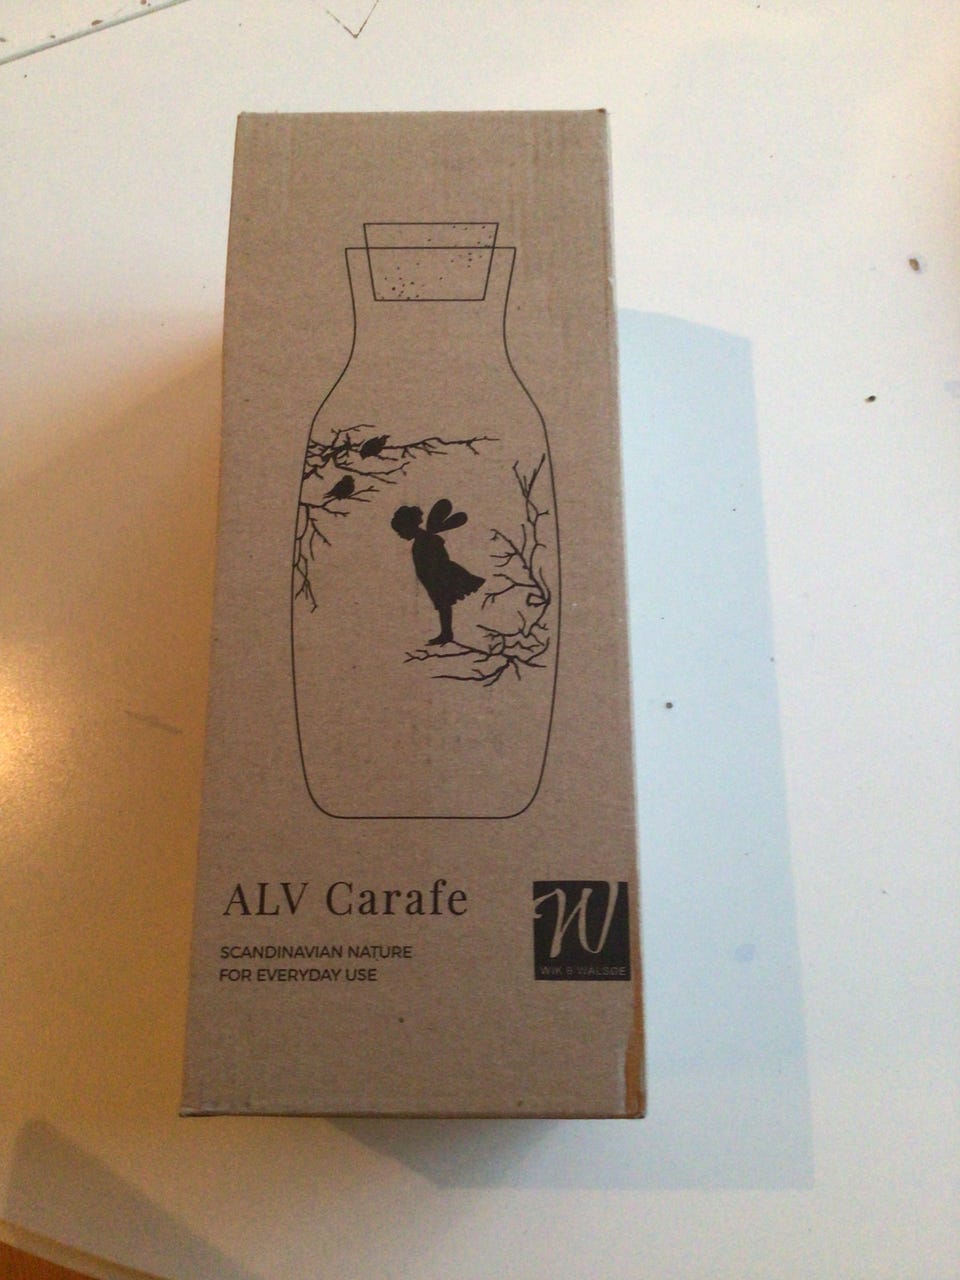 ALV Carafe
SCANDINAVIAN NATURE
FOR EVERYDAY USE
W
WIK & WALSØE